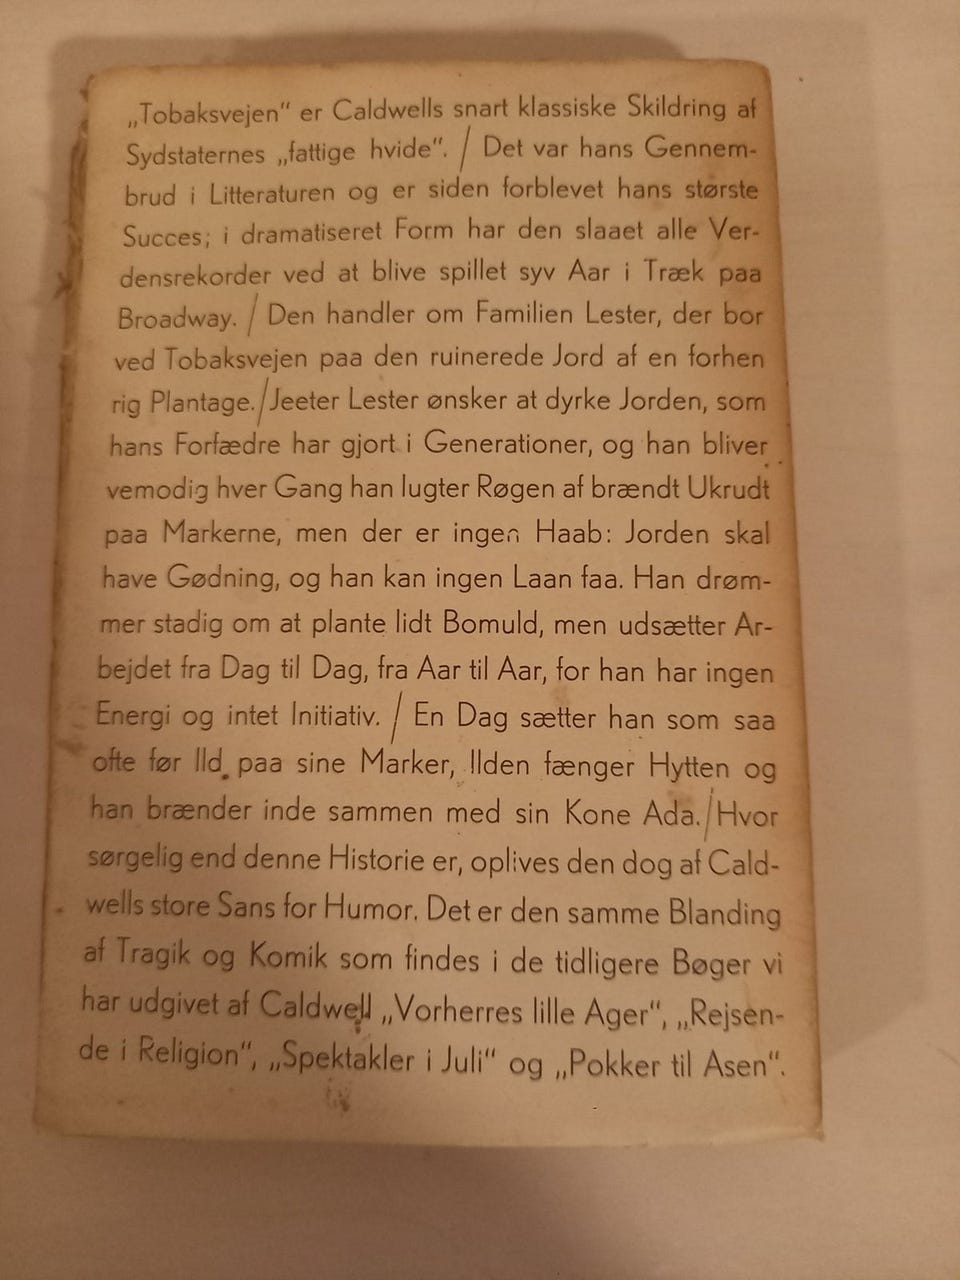 „Tobaksvejen“ er Caldwells snart klassiske Skildring af
Sydstaternes „fattige hvide“. / Det var hans Gennem-
brud i Litteraturen og er siden forblevet hans største
Succes; i dramatiseret Form har den slaaet alle Ver-
densrekorder ved at blive spillet syv Aar i Træk paa
Broadway. / Den handler om Familien Lester, der bor
ved Tobaksvejen paa den ruinerede Jord af en forhen
rig Plantage. / Jeeter Lester ønsker at dyrke Jorden, som
hans Forfædre har gjort i Generationer, og han bliver
vemodig hver Gang han lugter Røgen af brændt Ukrudt
paa Markerne, men der er ingen Haab: Jorden skal
have Gødning, og han kan ingen Laan faa. Han drøm-
mer stadig om at plante lidt Bomuld, men udsætter Ar-
bejdet fra Dag til Dag, fra Aar til Aar, for han har ingen
Energi og intet Initiativ. / En Dag sætter han som saa
ofte før Ild paa sine Marker, Ilden fænger Hytten og
han brænder inde sammen med sin Kone Ada. / Hvor
sørgelig end denne Historie er, oplives den dog af Cald-
wells store Sans for Humor. Det er den samme Blanding
af Tragik og Komik som findes i de tidligere Bøger vi
har udgivet af Caldwell „Vorherres lille Ager“, „Rejsen-
de i Religion“, „Spektakler i Juli“ og „Pokker til Asen“.